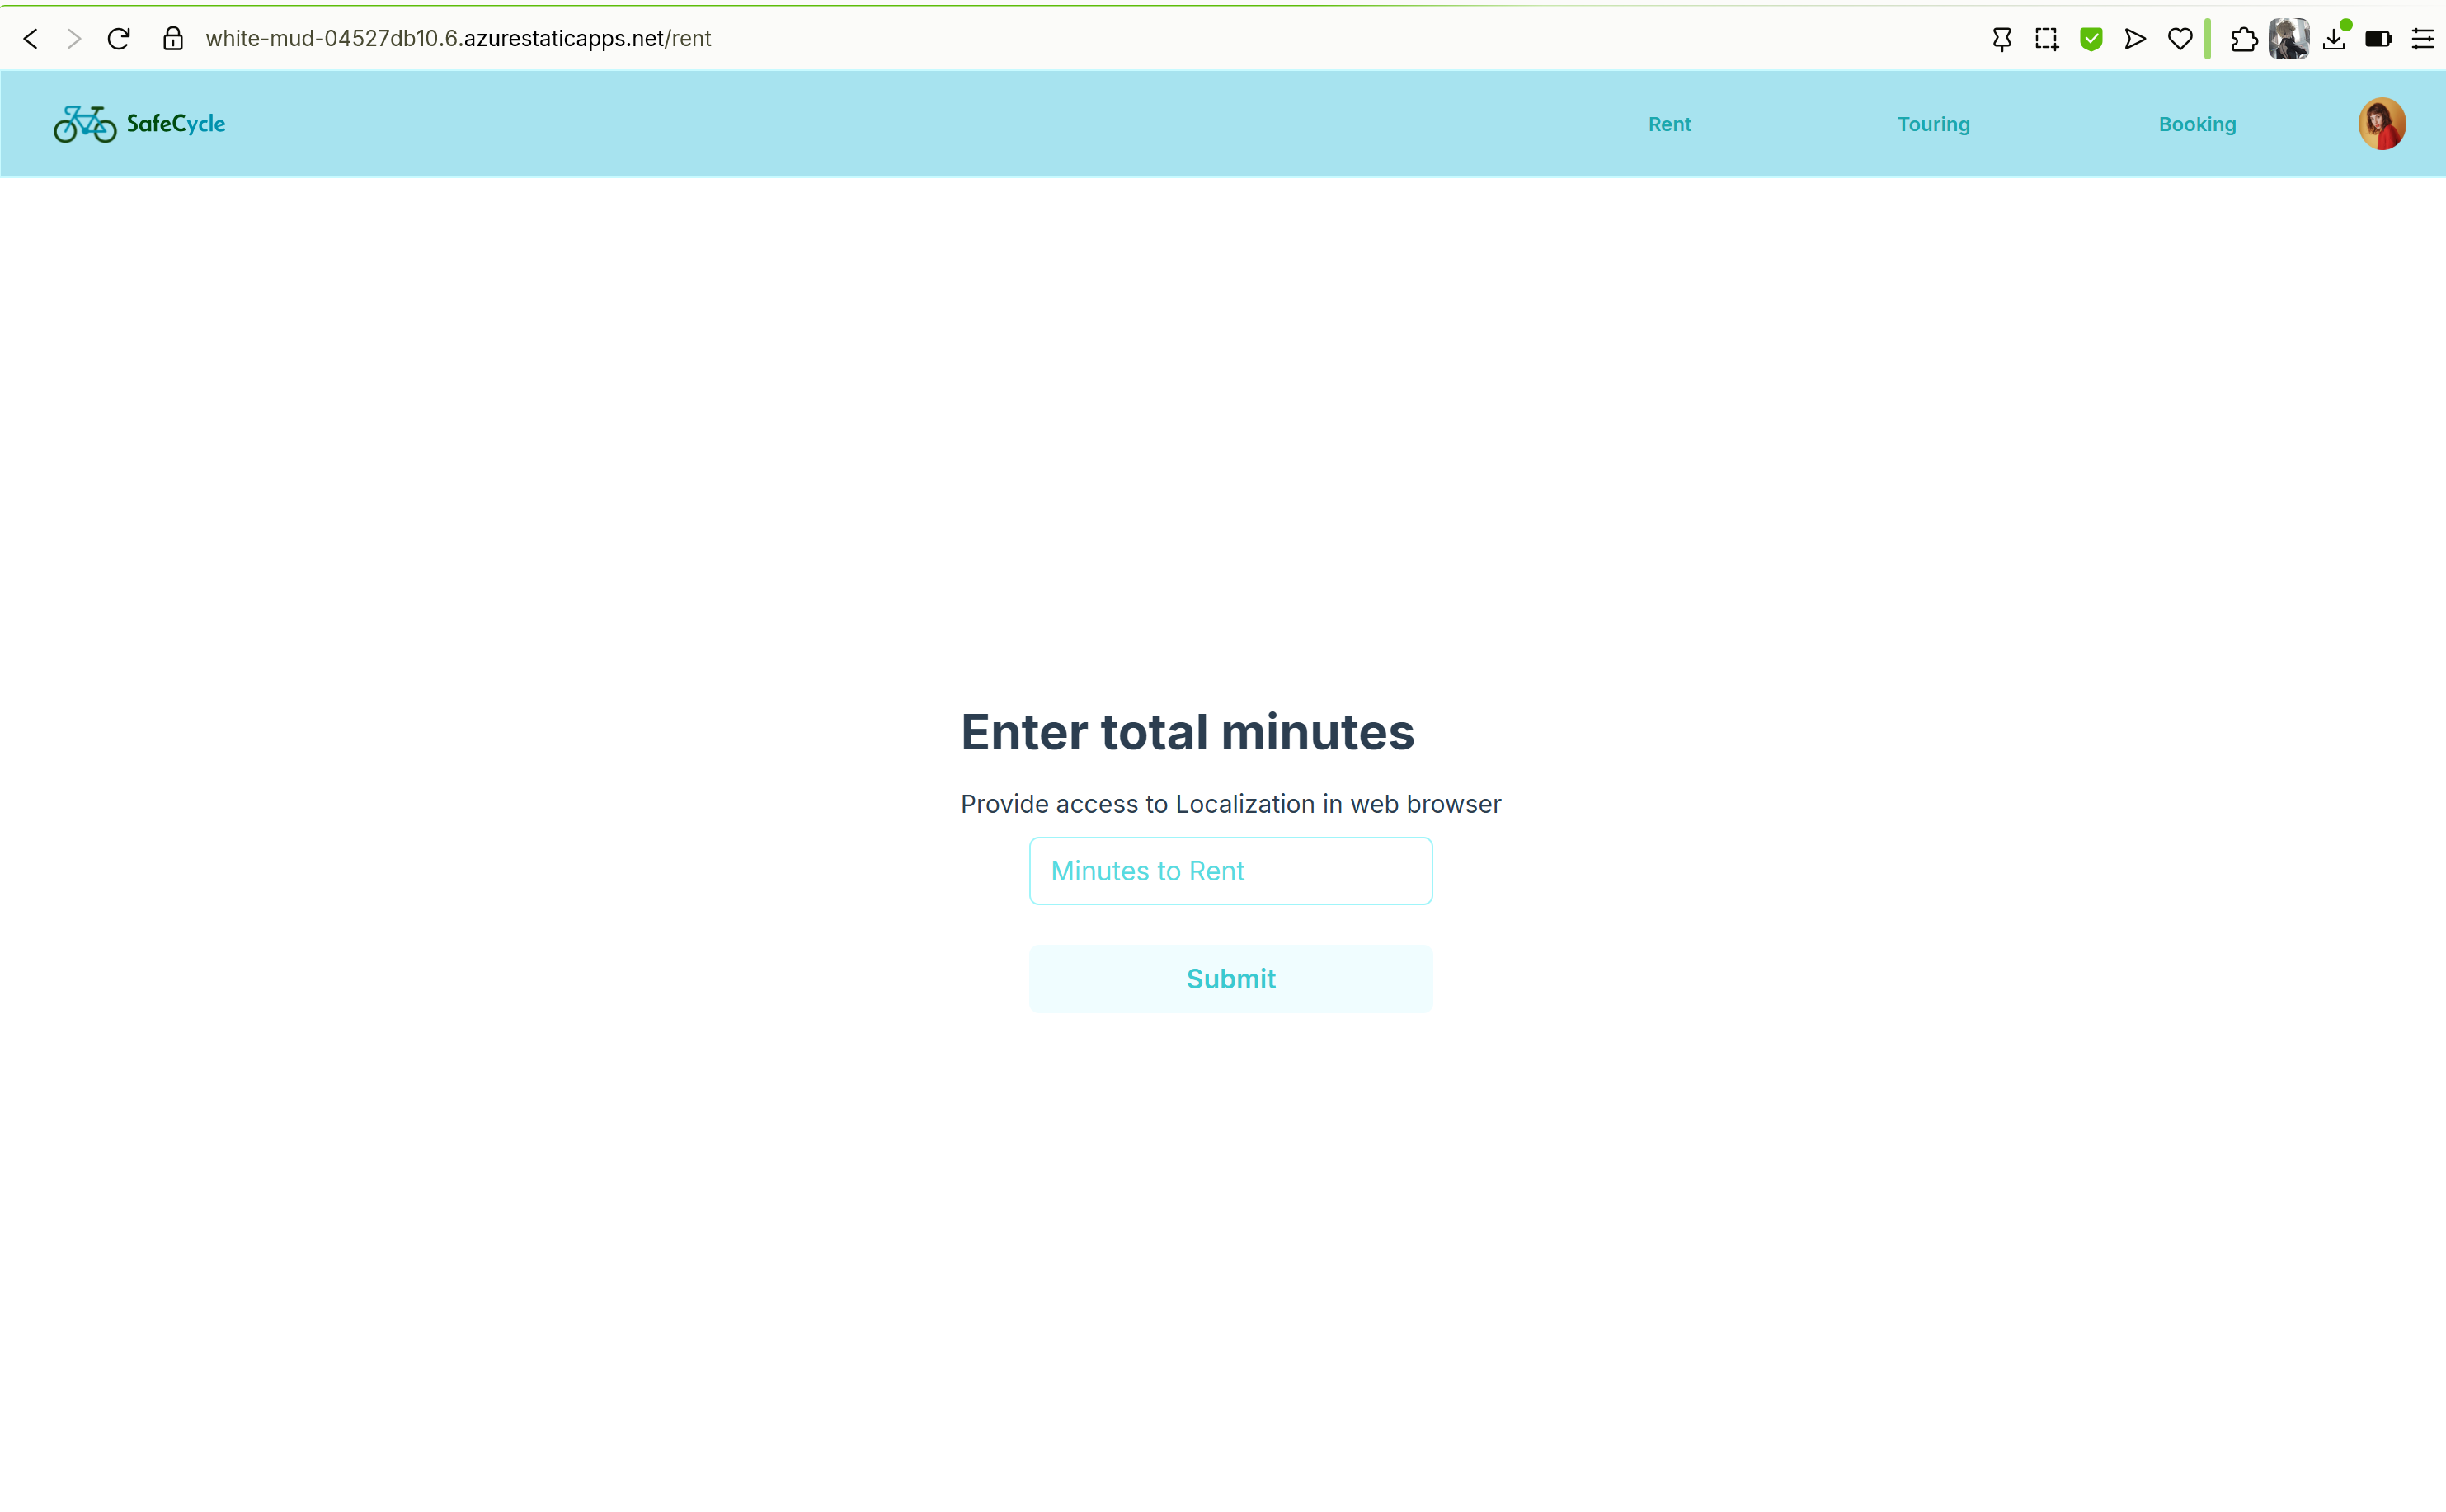 white-mud-04527db10.6.azurestaticapps.net/rent
SafeCycle
Rent
Touring
Booking
Enter total minutes
Provide access to Localization in web browser
Minutes to Rent
Submit